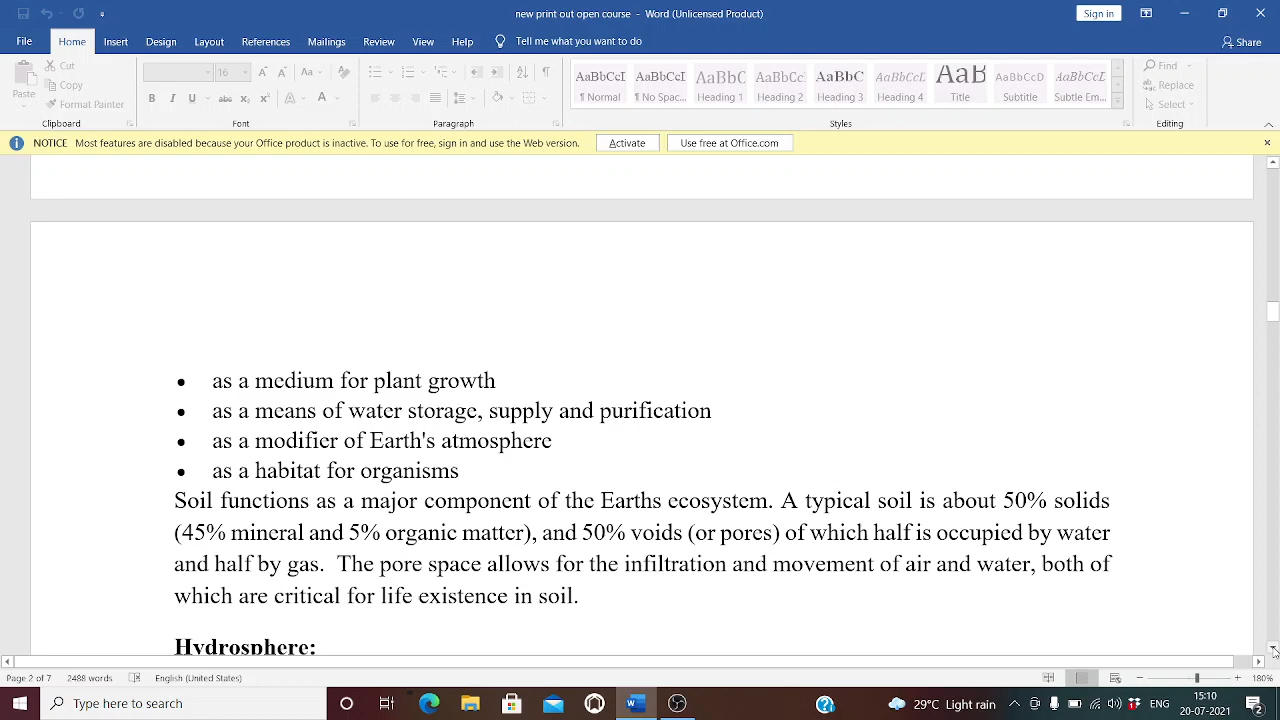 new print out open course - Word (Unlicensed Product)
Sign in
File Home Insert Design Layout References Mailings Review View Help Tell me what you want to do Share
Paste
Cut
Copy
Format Painter
16
Aa
B I U abc x₂ x² A A
AaBbCcI AaBbCcI AaBbC AaBbCc AaBbC AaBbCc AaB AaBbCcD AaBbCc
¶ Normal ¶ No Spac... Heading 1 Heading 2 Heading 3 Heading 4 Title Subtitle Subtle Em...
Find
Replace
Select
Clipboard Font Paragraph Styles Editing
NOTICE Most features are disabled because your Office product is inactive. To use for free, sign in and use the Web version. Activate Use free at Office.com
• as a medium for plant growth
• as a means of water storage, supply and purification
• as a modifier of Earth's atmosphere
• as a habitat for organisms
Soil functions as a major component of the Earths ecosystem. A typical soil is about 50% solids
(45% mineral and 5% organic matter), and 50% voids (or pores) of which half is occupied by water
and half by gas. The pore space allows for the infiltration and movement of air and water, both of
which are critical for life existence in soil.
Hydrosphere:
Page 2 of 7 2488 words English (United States) 180%
Type here to search
29°C Light rain
15:10
20-07-2021
2